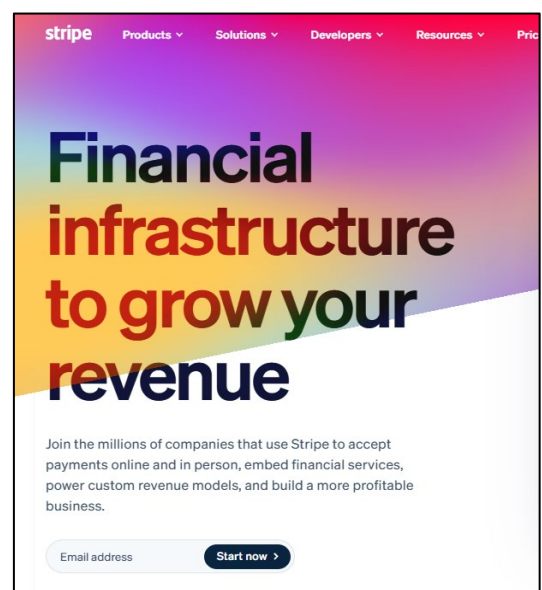 stripe Products Solutions Developers Resources Pric
Financial
infrastructure
to grow your
revenue
Join the millions of companies that use Stripe to accept
payments online and in person, embed financial services,
power custom revenue models, and build a more profitable
business.
Email address Start now